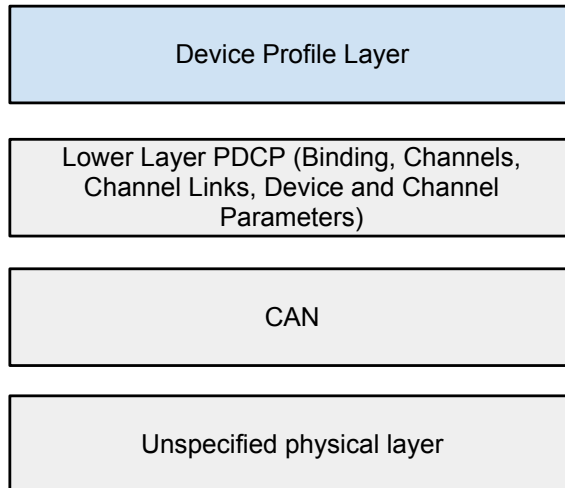 Device Profile Layer
Lower Layer PDCP (Binding, Channels,
Channel Links, Device and Channel
Parameters)
CAN
Unspecified physical layer